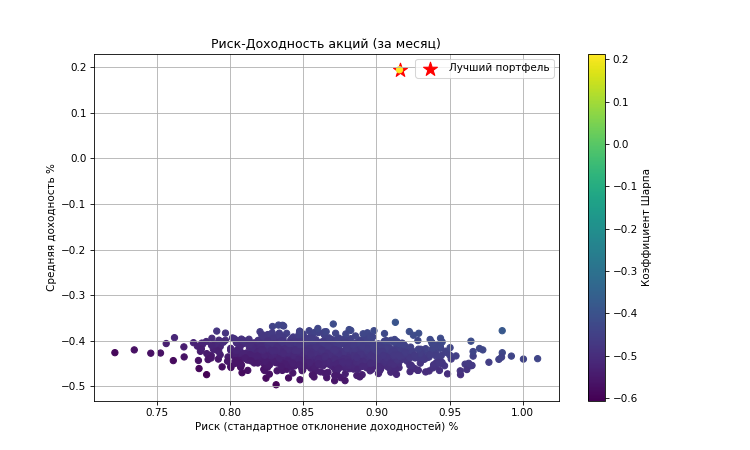 Риск-Доходность акций (за месяц)
Лучший портфель
Средняя доходность %
0.2
0.1
0.0
−0.1
−0.2
−0.3
−0.4
−0.5
0.75 0.80 0.85 0.90 0.95 1.00
Риск (стандартное отклонение доходностей) %
0.2
0.1
0.0
−0.1
−0.2
−0.3
−0.4
−0.5
−0.6
Коэффициент Шарпа